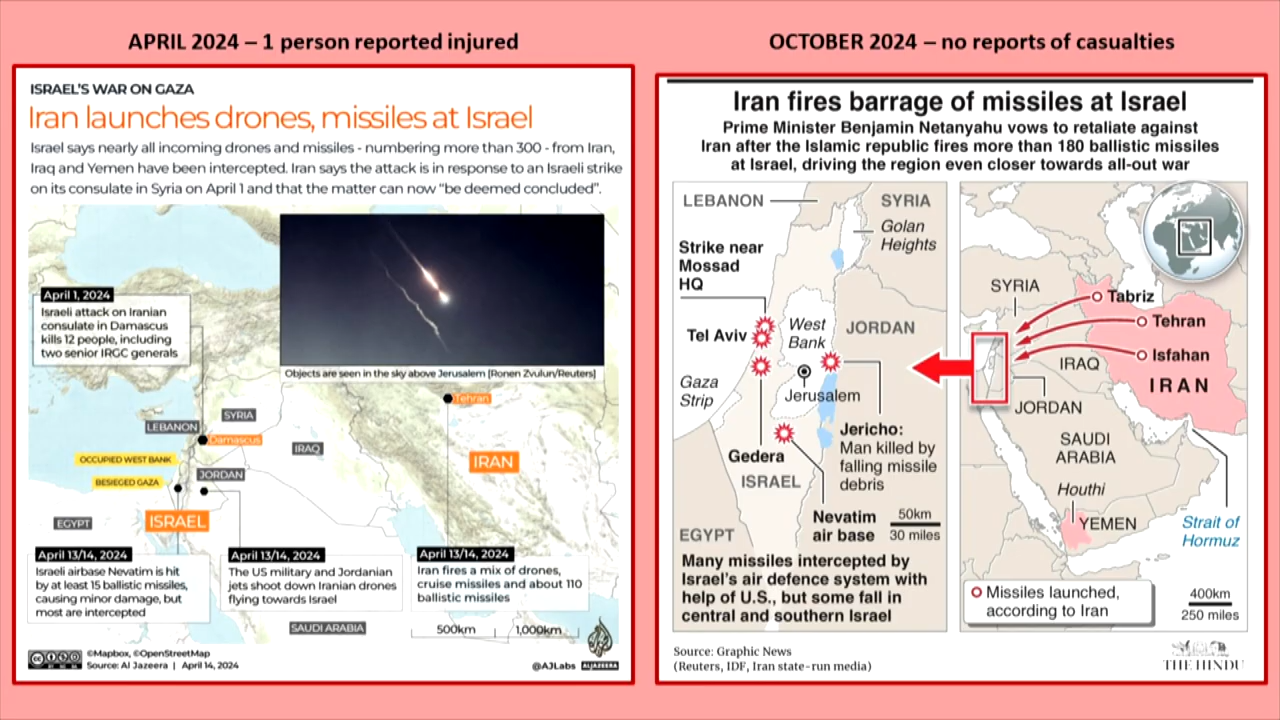 APRIL 2024 – 1 person reported injured
ISRAEL'S WAR ON GAZA
Iran launches drones, missiles at Israel
Israel says nearly all incoming drones and missiles - numbering more than 300 - from Iran,
Iraq and Yemen have been intercepted. Iran says the attack is in response to an Israeli strike
on its consulate in Syria on April 1 and that the matter can now “be deemed concluded”.
April 1, 2024
Israeli attack on Iranian
consulate in Damascus
kills 12 people, including
two senior IRGC generals
Objects are seen in the sky above Jerusalem [Ronen Zvulun/Reuters]
Tehran
SYRIA
LEBANON
Damascus
IRAQ
OCCUPIED WEST BANK
IRAN
JORDAN
BESIEGED GAZA
EGYPT
ISRAEL
April 13/14, 2024
Israeli airbase Nevatim is hit
by at least 15 ballistic missiles,
causing minor damage, but
most are intercepted
April 13/14, 2024
The US military and Jordanian
jets shoot down Iranian drones
flying towards Israel
April 13/14, 2024
Iran fires a mix of drones,
cruise missiles and about 110
ballistic missiles
SAUDI ARABIA
500km
1,000km
©Mapbox, ©OpenStreetMap
Source: Al Jazeera | April 14, 2024
@AJLabs
ALJAZEERA
OCTOBER 2024 – no reports of casualties
Iran fires barrage of missiles at Israel
Prime Minister Benjamin Netanyahu vows to retaliate against
Iran after the Islamic republic fires more than 180 ballistic missiles
at Israel, driving the region even closer towards all-out war
LEBANON
SYRIA
Golan
Heights
Strike near
Mossad
HQ
Tel Aviv
West
Bank
JORDAN
Gaza
Strip
Jerusalem
Jericho:
Man killed by
falling missile
debris
Gedera
ISRAEL
Nevatim
air base
50km
30 miles
EGYPT
Many missiles intercepted by
Israel's air defence system with
help of U.S., but some fall in
central and southern Israel
SYRIA
Tabriz
Tehran
Isfahan
IRAQ
IRAN
JORDAN
SAUDI
ARABIA
Houthi
YEMEN
Strait of
Hormuz
Missiles launched,
according to Iran
400km
250 miles
Source: Graphic News
(Reuters, IDF, Iran state-run media)
THE HINDU